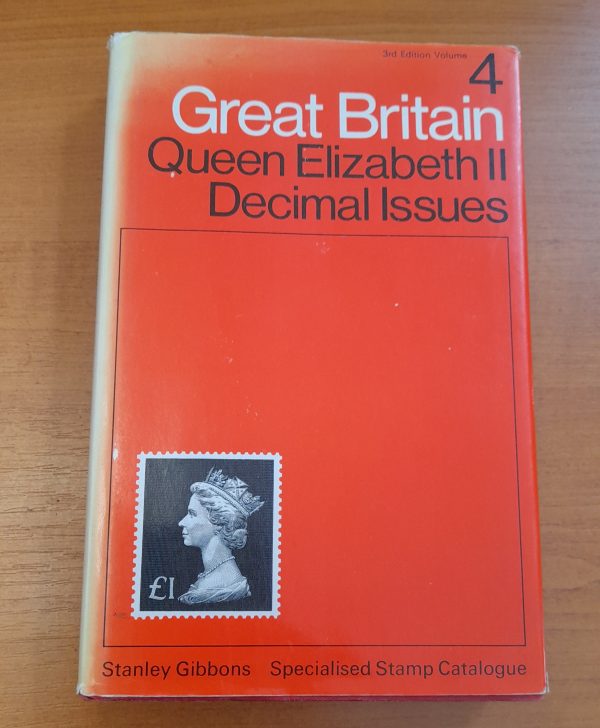 3rd Edition Volume 4
Great Britain
Queen Elizabeth II
Decimal Issues
£1
Stanley Gibbons Specialised Stamp Catalogue